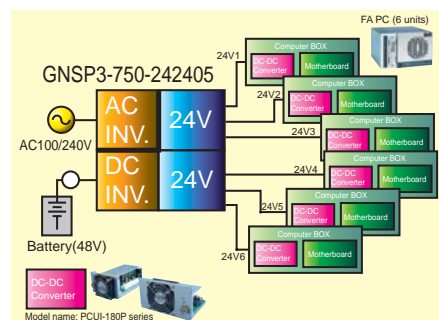 FA PC (6 units)
GNSP3-750-242405
AC
INV.
24V
DC
INV.
24V
AC100/240V
Battery(48V)
24V1
Computer BOX
DC-DC
Converter
Motherboard
24V2
Computer BOX
DC-DC
Converter
Motherboard
24V3
Computer BOX
DC-DC
Converter
Motherboard
24V4
Computer BOX
DC-DC
Converter
Motherboard
24V5
Computer BOX
DC-DC
Converter
Motherboard
24V6
Computer BOX
DC-DC
Converter
Motherboard
DC-DC
Converter
Model name: PCUI-180P series